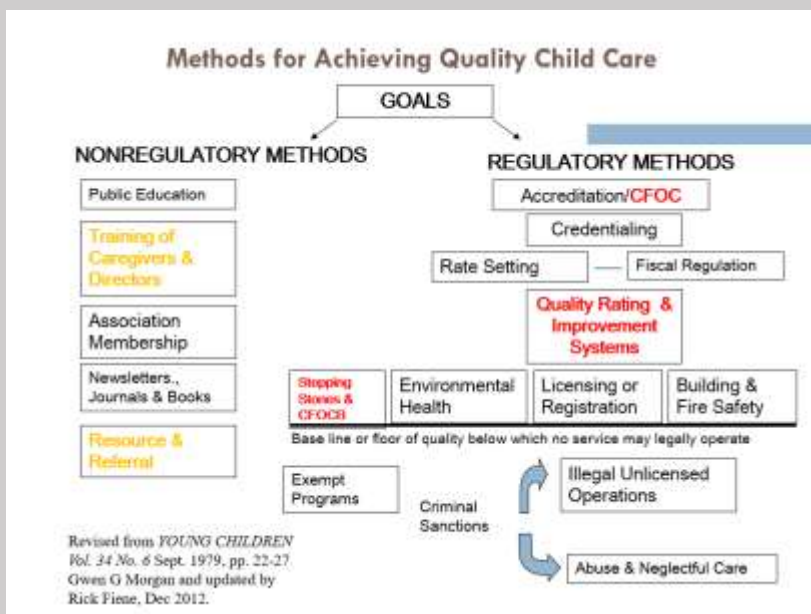 Methods for Achieving Quality Child Care
GOALS
NONREGULATORY METHODS
Public Education
Training of
Caregivers &
Directors
Association
Membership
Newsletters.,
Journals & Books
Resource &
Referral
REGULATORY METHODS
Accreditation/CFOC
Credentialing
Rate Setting
Fiscal Regulation
Quality Rating &
Improvement
Systems
Stepping
Stones &
CFOCB
Environmental
Health
Licensing or
Registration
Building &
Fire Safety
Base line or floor of quality below which no service may legally operate
Exempt
Programs
Criminal
Sanctions
Illegal Unlicensed
Operations
Abuse & Neglectful Care
Revised from YOUNG CHILDREN
Vol. 34 No. 6 Sept. 1979, pp. 22-27
Gwen G Morgan and updated by
Rick Fiene, Dec 2012.